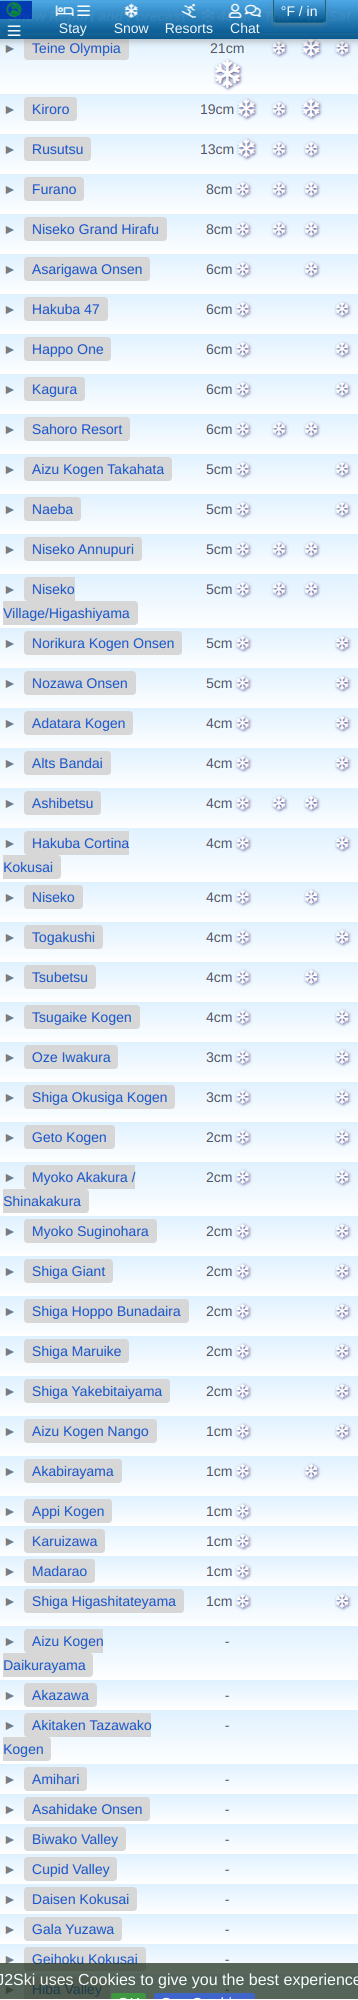 Stay Snow Resorts Chat °F / in
Teine Olympia 21cm
Kiroro 19cm
Rusutsu 13cm
Furano 8cm
Niseko Grand Hirafu 8cm
Asarigawa Onsen 6cm
Hakuba 47 6cm
Happo One 6cm
Kagura 6cm
Sahoro Resort 6cm
Aizu Kogen Takahata 5cm
Naeba 5cm
Niseko Annupuri 5cm
Niseko 5cm
Village/Higashiyama
Norikura Kogen Onsen 5cm
Nozawa Onsen 5cm
Adatara Kogen 4cm
Alts Bandai 4cm
Ashibetsu 4cm
Hakuba Cortina 4cm
Kokusai
Niseko 4cm
Togakushi 4cm
Tsubetsu 4cm
Tsugaike Kogen 4cm
Oze Iwakura 3cm
Shiga Okusiga Kogen 3cm
Geto Kogen 2cm
Myoko Akakura / 2cm
Shinakakura
Myoko Suginohara 2cm
Shiga Giant 2cm
Shiga Hoppo Bunadaira 2cm
Shiga Maruike 2cm
Shiga Yakebitaiyama 2cm
Aizu Kogen Nango 1cm
Akabirayama 1cm
Appi Kogen 1cm
Karuizawa 1cm
Madarao 1cm
Shiga Higashitateyama 1cm
Aizu Kogen -
Daikurayama
Akazawa -
Akitaken Tazawako -
Kogen
Amihari -
Asahidake Onsen -
Biwako Valley -
Cupid Valley -
Daisen Kokusai -
Gala Yuzawa -
Geihoku Kokusai -
J2Ski uses Cookies to give you the best experience
Hiba Valley